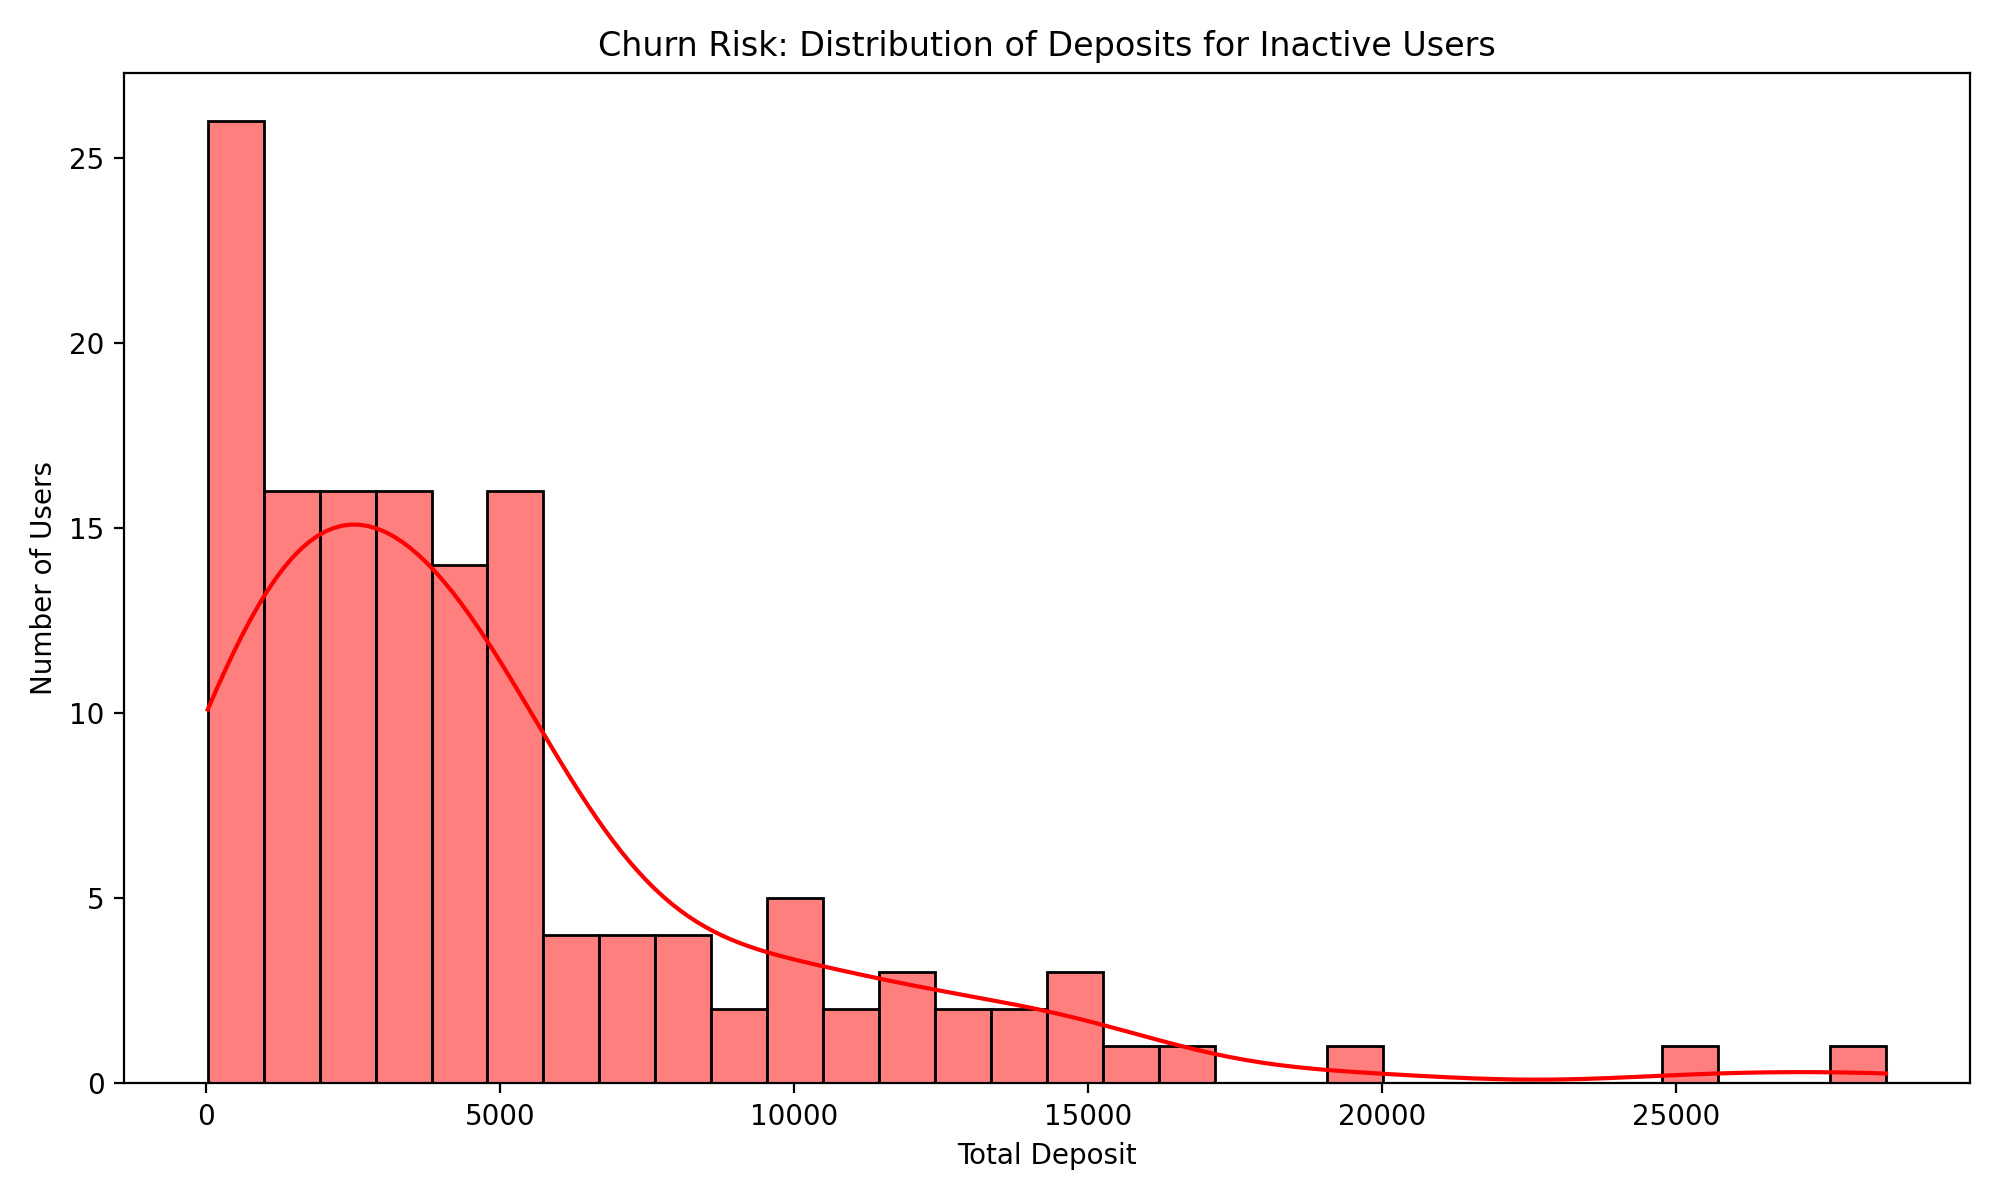 Churn Risk: Distribution of Deposits for Inactive Users
Number of Users
25
20
15
10
5
0
0 5000 10000 15000 20000 25000
Total Deposit